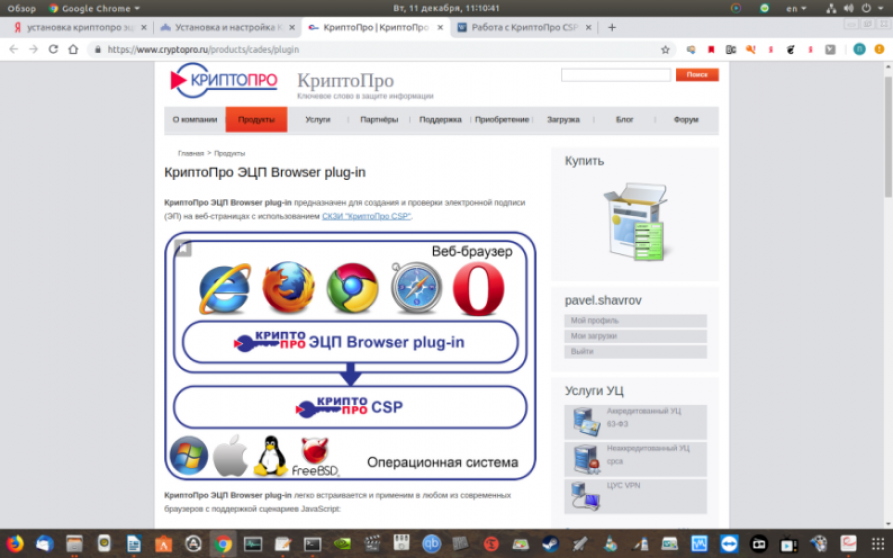 Обзор
Google Chrome
Вт, 11 декабря, 11:10:41
en
установка криптопро эц
Установка и настройка К
КриптоПро | КриптоПро
Работа с КриптоПро CSP
https://www.cryptopro.ru/products/cades/plugin
КРИПТОПРО
КриптоПро
Ключевое слово в защите информации
Поиск
О компании
Продукты
Услуги
Партнёры
Поддержка
Приобретение
Загрузка
Блог
Форум
Главная > Продукты
КриптоПро ЭЦП Browser plug-in
КриптоПро ЭЦП Browser plug-in предназначен для создания и проверки электронной подписи
(ЭП) на веб-страницах с использованием СКЗИ "КриптоПро CSP".
Веб-браузер
КРИПТО
ПРО ЭЦП Browser plug-in
КРИПТО
ПРО CSP
FreeBSD
Операционная система
КриптоПро ЭЦП Browser plug-in легко встраивается и применим в любом из современных
браузеров с поддержкой сценариев JavaScript:
Купить
pavel.shavrov
Мой профиль
Мои загрузки
Выйти
Услуги УЦ
Аккредитованный УЦ
63-ФЗ
Неаккредитованный УЦ
ЦУС VPN